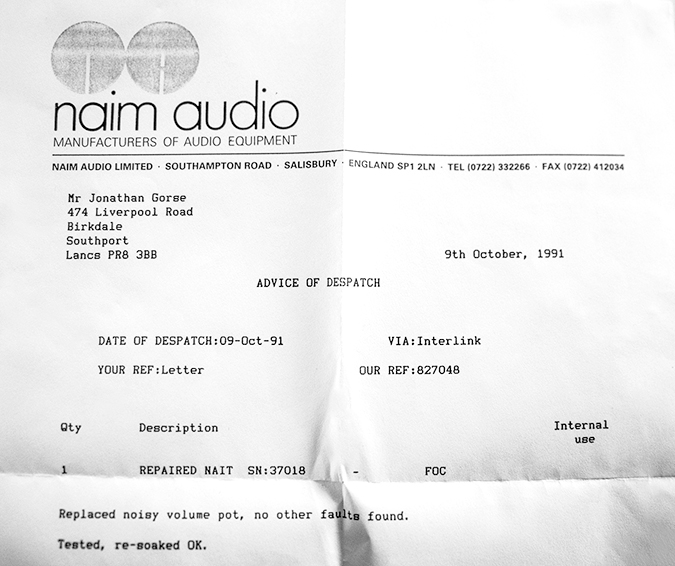 naim audio
MANUFACTURERS OF AUDIO EQUIPMENT
NAIM AUDIO LIMITED · SOUTHAMPTON ROAD · SALISBURY · ENGLAND SP1 2LN · TEL (0722) 332266 · FAX (0722) 412034
Mr Jonathan Gorse
474 Liverpool Road
Birkdale
Southport
Lancs PR8 3BB
9th October, 1991
ADVICE OF DESPATCH
DATE OF DESPATCH:09-Oct-91 VIA:Interlink
YOUR REF:Letter OUR REF:827048
Qty Description Internal
use
1 REPAIRED NAIT SN:37018 - FOC
Replaced noisy volume pot, no other faults found.
Tested, re-soaked OK.